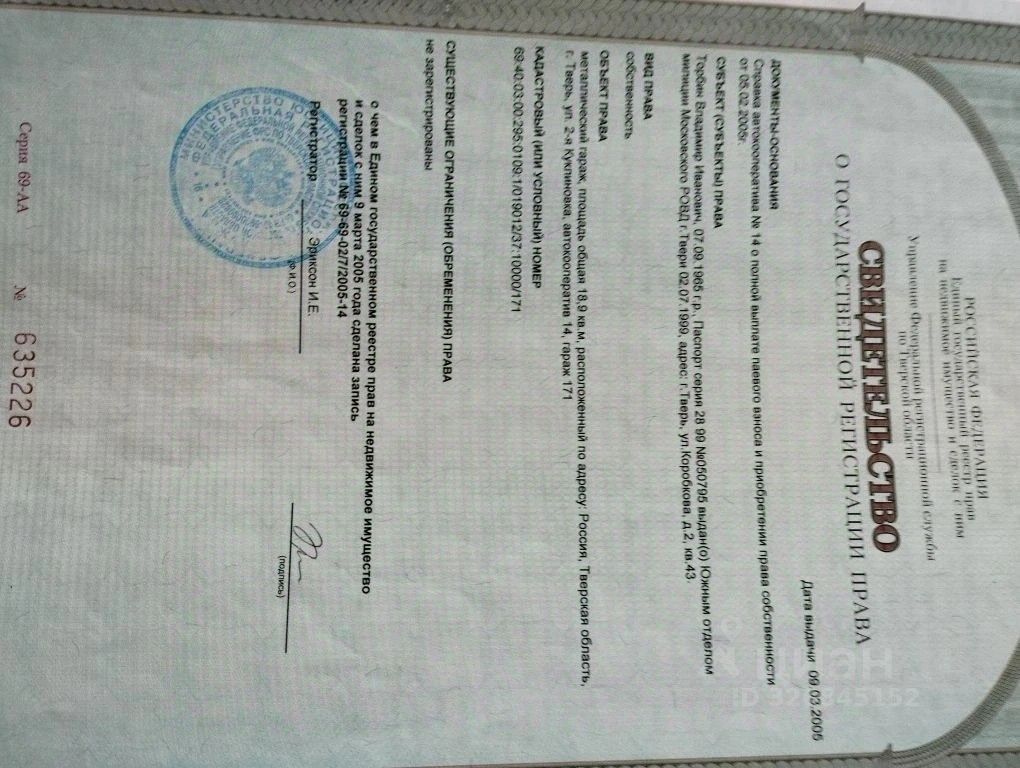 РОССИЙСКАЯ ФЕДЕРАЦИЯ
Единый государственный реестр прав
на недвижимое имущество и сделок с ним
Управление Федеральной регистрационной службы
по Тверской области
СВИДЕТЕЛЬСТВО
О ГОСУДАРСТВЕННОЙ РЕГИСТРАЦИИ ПРАВА
Дата выдачи 09.03.2005
ДОКУМЕНТЫ-ОСНОВАНИЯ
Справка автокооператива № 14 о полной выплате паевого взноса и приобретении права собственности
от 05.02.2005г.
СУБЪЕКТ (СУБЪЕКТЫ) ПРАВА
Торбин Владимир Иванович, 07.09.1965 г.р., Паспорт серия 28 99 №050795 выдан(о) Южным отделом
милиции Московского РОВД г.Твери 02.07.1999, адрес: г.Тверь, ул.Коробкова, д.2, кв.43
ВИД ПРАВА
собственность
ОБЪЕКТ ПРАВА
металлический гараж, площадь общая 18,9 кв.м, расположенный по адресу: Россия, Тверская область,
г. Тверь, ул. 2-я Куклиновка, автокооператив 14, гараж 171
КАДАСТРОВЫЙ (ИЛИ УСЛОВНЫЙ) НОМЕР
69:40:03:00:295:0109:1/019012/37:1000/171
СУЩЕСТВУЮЩИЕ ОГРАНИЧЕНИЯ (ОБРЕМЕНЕНИЯ) ПРАВА
не зарегистрированы
о чем в Едином государственном реестре прав на недвижимое имущество
и сделок с ним 9 марта 2005 года сделана запись
регистрации № 69-69-02/7/2005-14
Регистратор Эриксон И.Е.
(Ф.И.О.)
(подпись)
Серия 69-АА № 635226
циан